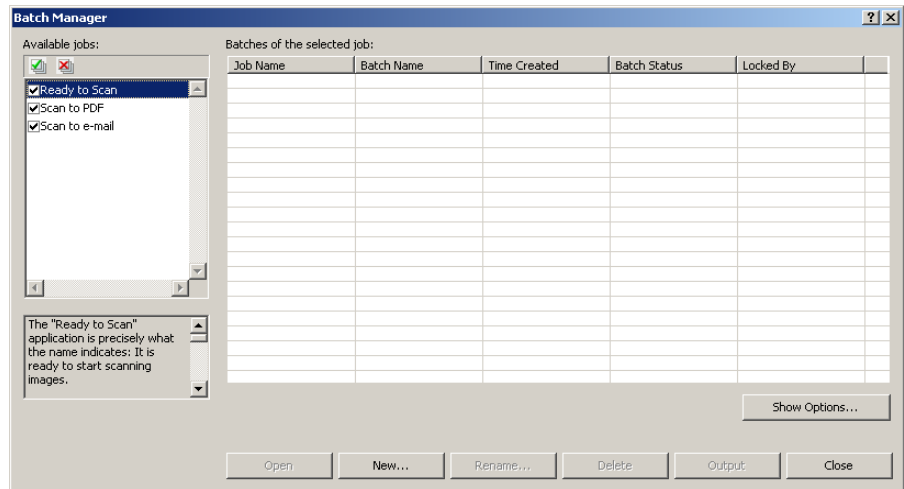 Batch Manager
Available jobs:
Batches of the selected job:
Job Name Batch Name Time Created Batch Status Locked By
Ready to Scan
Scan to PDF
Scan to e-mail
The "Ready to Scan"
application is precisely what
the name indicates: It is
ready to start scanning
images.
Show Options...
Open New... Rename... Delete Output Close